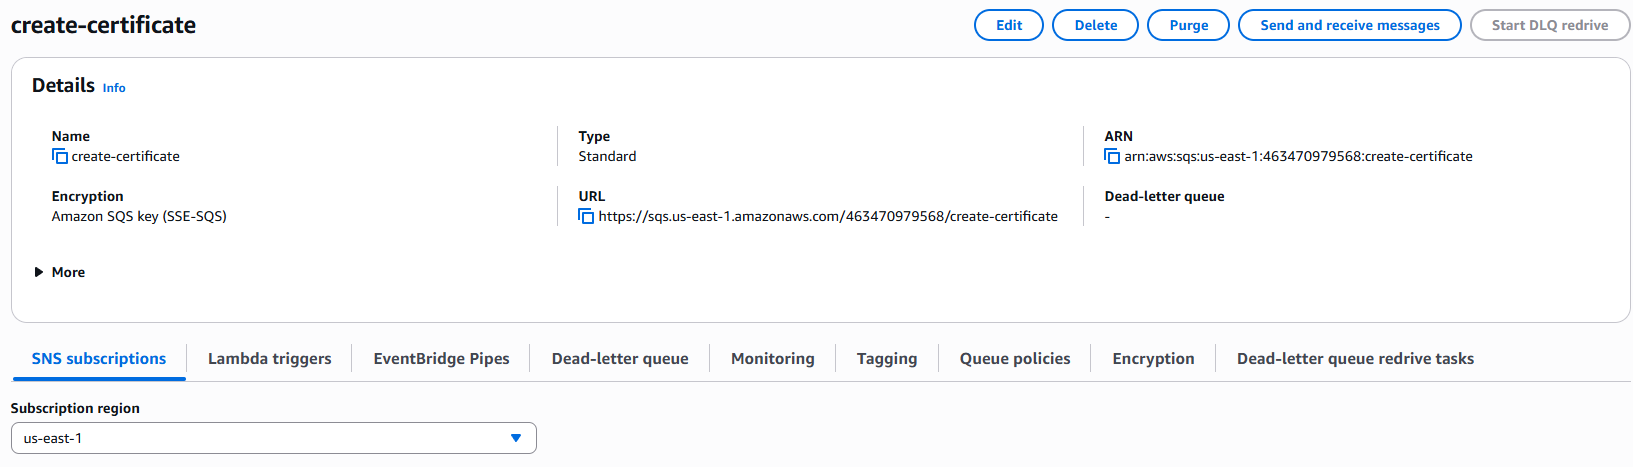 create-certificate
Edit
Delete
Purge
Send and receive messages
Start DLQ redrive
Details Info
Name
create-certificate
Type
Standard
ARN
arn:aws:sqs:us-east-1:463470979568:create-certificate
Encryption
Amazon SQS key (SSE-SQS)
URL
https://sqs.us-east-1.amazonaws.com/463470979568/create-certificate
Dead-letter queue
-
More
SNS subscriptions
Lambda triggers
EventBridge Pipes
Dead-letter queue
Monitoring
Tagging
Queue policies
Encryption
Dead-letter queue redrive tasks
Subscription region
us-east-1